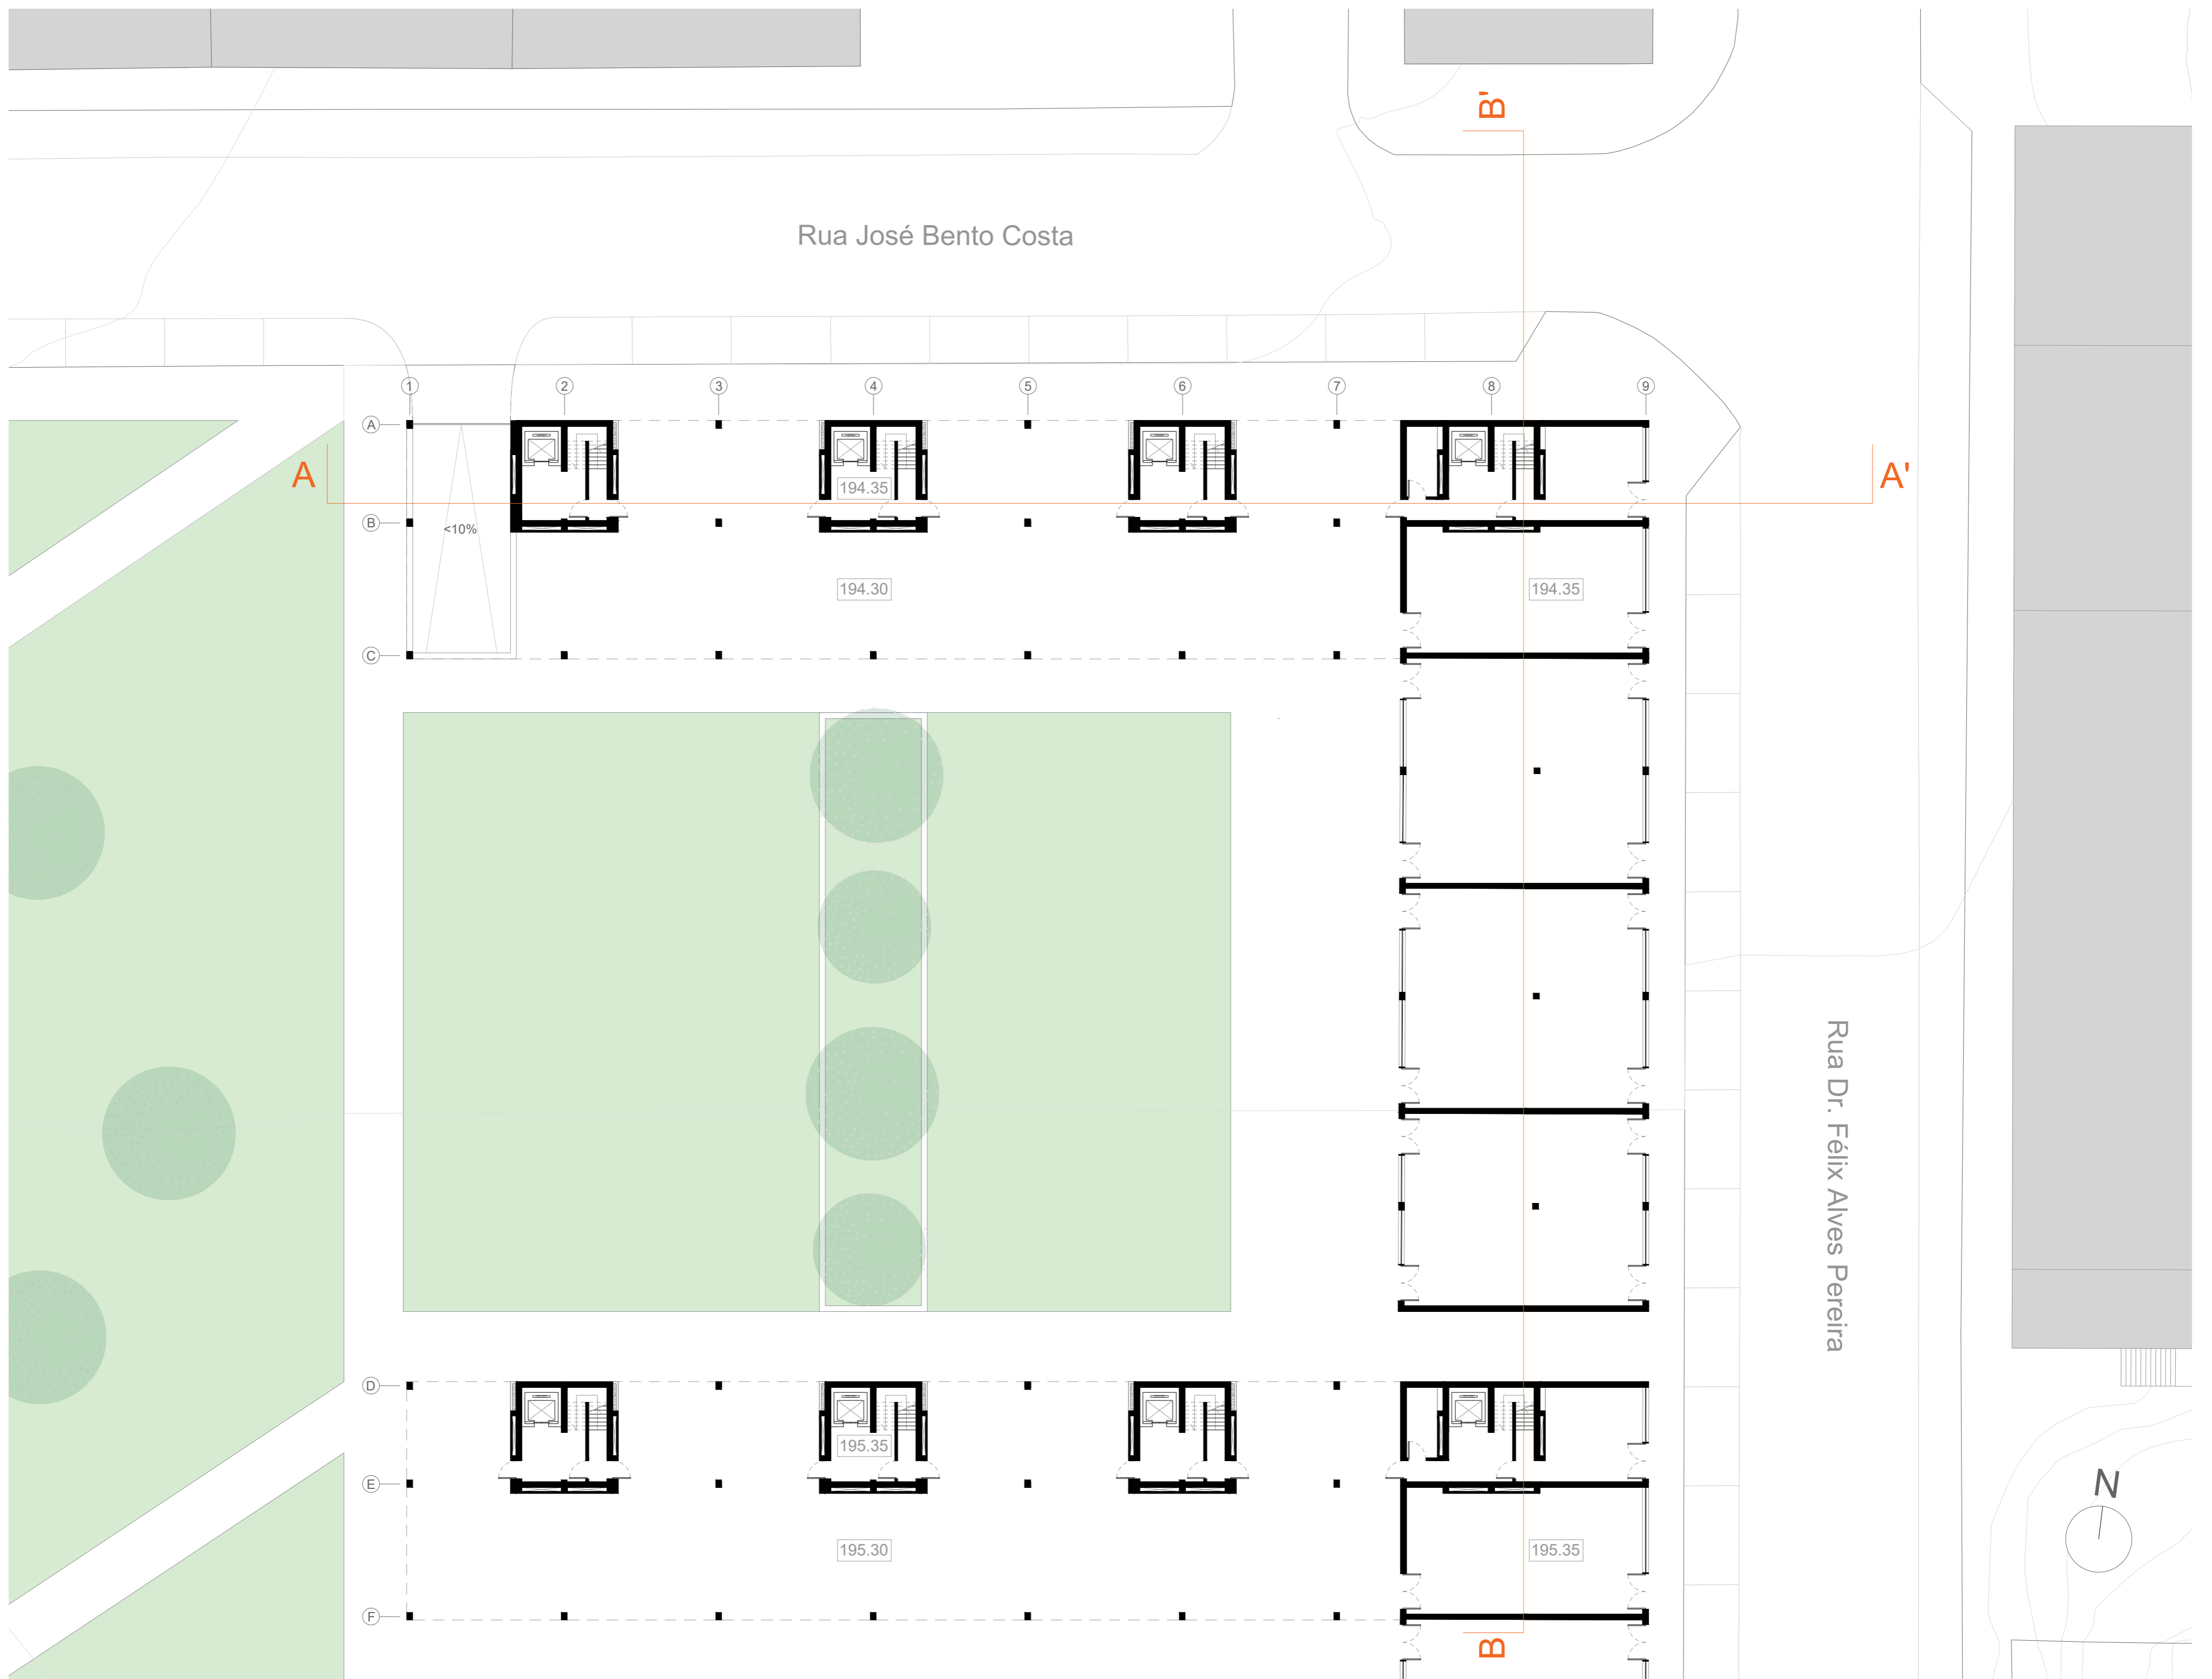 B'
Rua José Bento Costa
1
2
3
4
5
6
7
8
9
A
A
A'
194.35
B
<10%
194.30
194.35
C
Rua Dr. Félix Alves Pereira
D
195.35
E
N
195.30
195.35
F
B